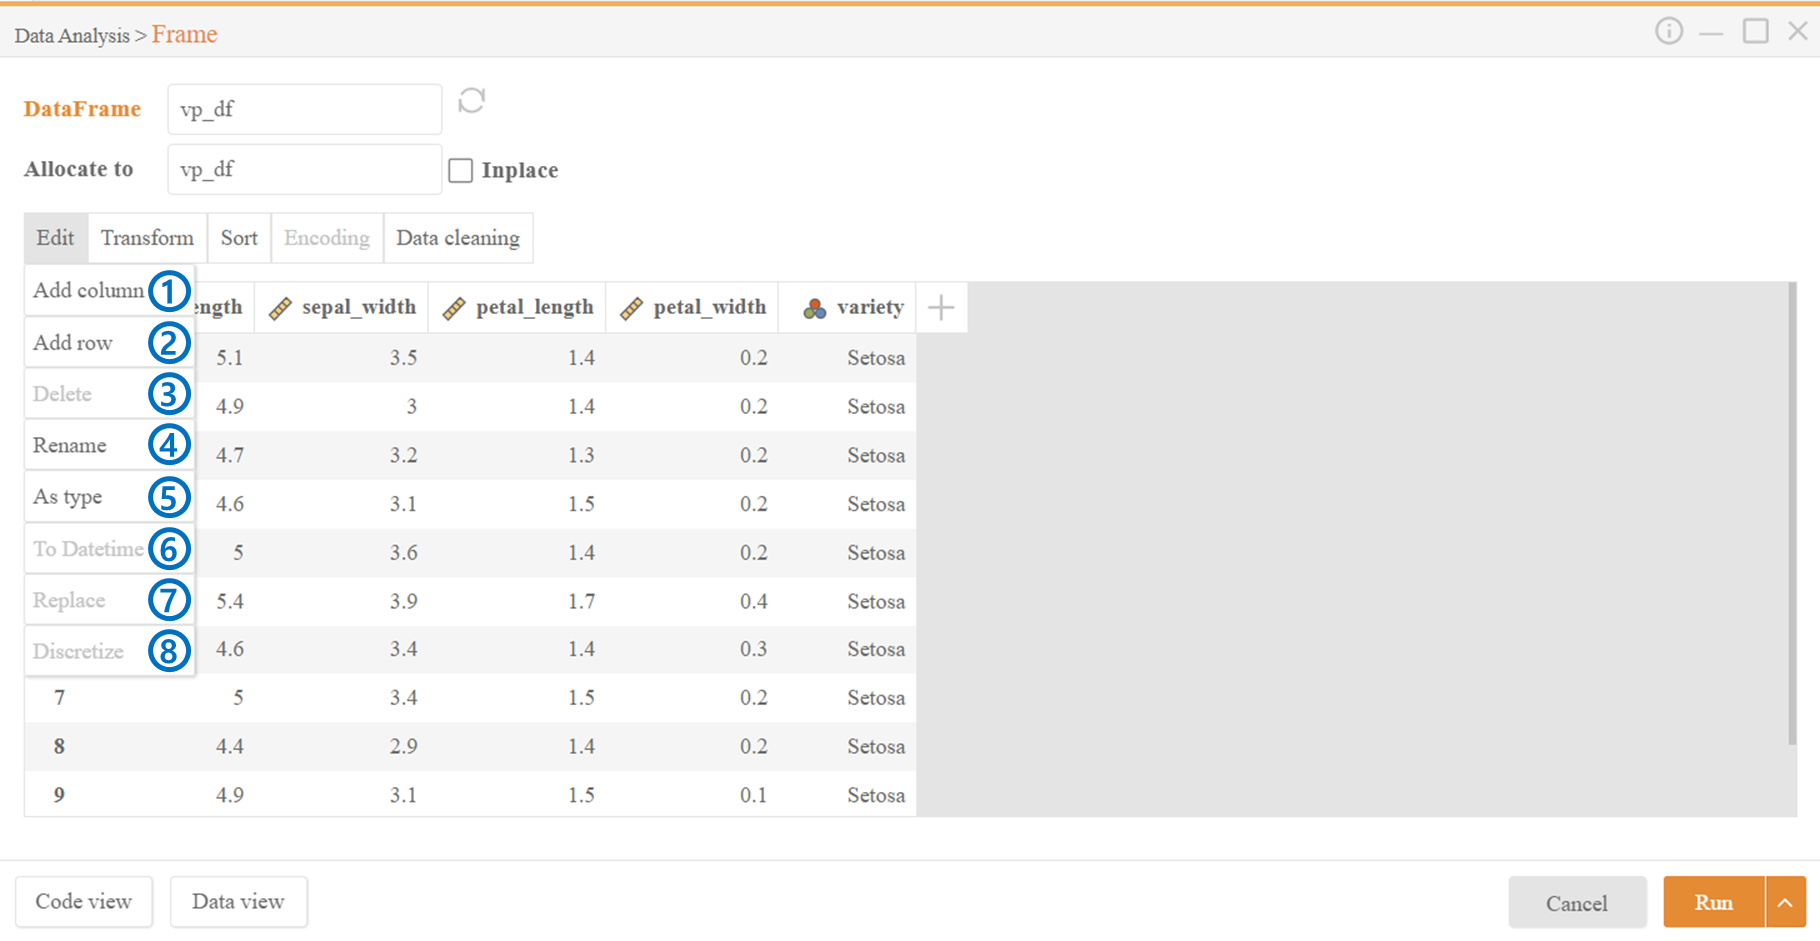 Data Analysis > Frame
DataFrame vp_df
Allocate to vp_df Inplace
Edit Transform Sort Encoding Data cleaning
Add column ①
Add row ②
Delete ③
Rename ④
As type ⑤
To Datetime ⑥
Replace ⑦
Discretize ⑧
ength sepal_width petal_length petal_width variety
5.1 3.5 1.4 0.2 Setosa
4.9 3 1.4 0.2 Setosa
4.7 3.2 1.3 0.2 Setosa
4.6 3.1 1.5 0.2 Setosa
5 3.6 1.4 0.2 Setosa
5.4 3.9 1.7 0.4 Setosa
4.6 3.4 1.4 0.3 Setosa
7 5 3.4 1.5 0.2 Setosa
8 4.4 2.9 1.4 0.2 Setosa
9 4.9 3.1 1.5 0.1 Setosa
Code view Data view Cancel Run